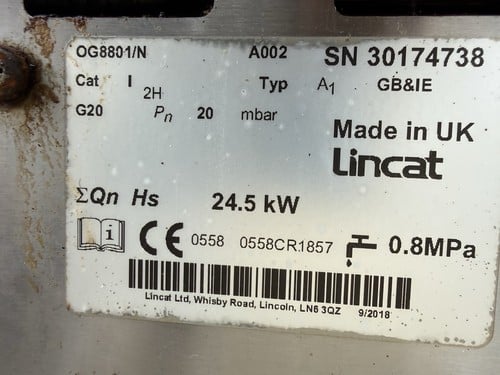 OG8801/N A002 SN 30174738
Cat I 2H Typ A1 GB&IE
G20 Pn 20 mbar
Made in UK
Lincat
ΣQn Hs 24.5 kW
i CE 0558 0558CR1857 0.8MPa
Lincat Ltd, Whisby Road, Lincoln, LN6 3QZ 9/2018